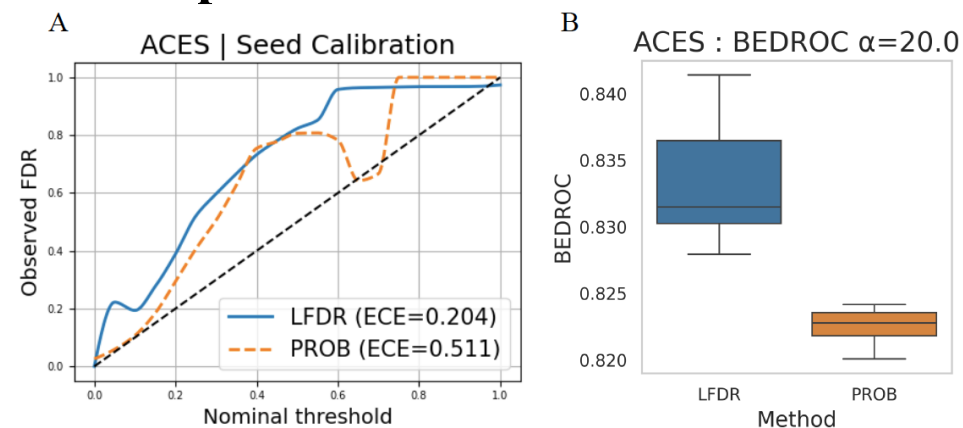 A
ACES | Seed Calibration
1.0
0.8
0.6
0.4
0.2
0.0
Observed FDR
LFDR (ECE=0.204)
PROB (ECE=0.511)
0.0 0.2 0.4 0.6 0.8 1.0
Nominal threshold
B
ACES : BEDROC α=20.0
0.840
0.835
0.830
0.825
0.820
BEDROC
LFDR PROB
Method